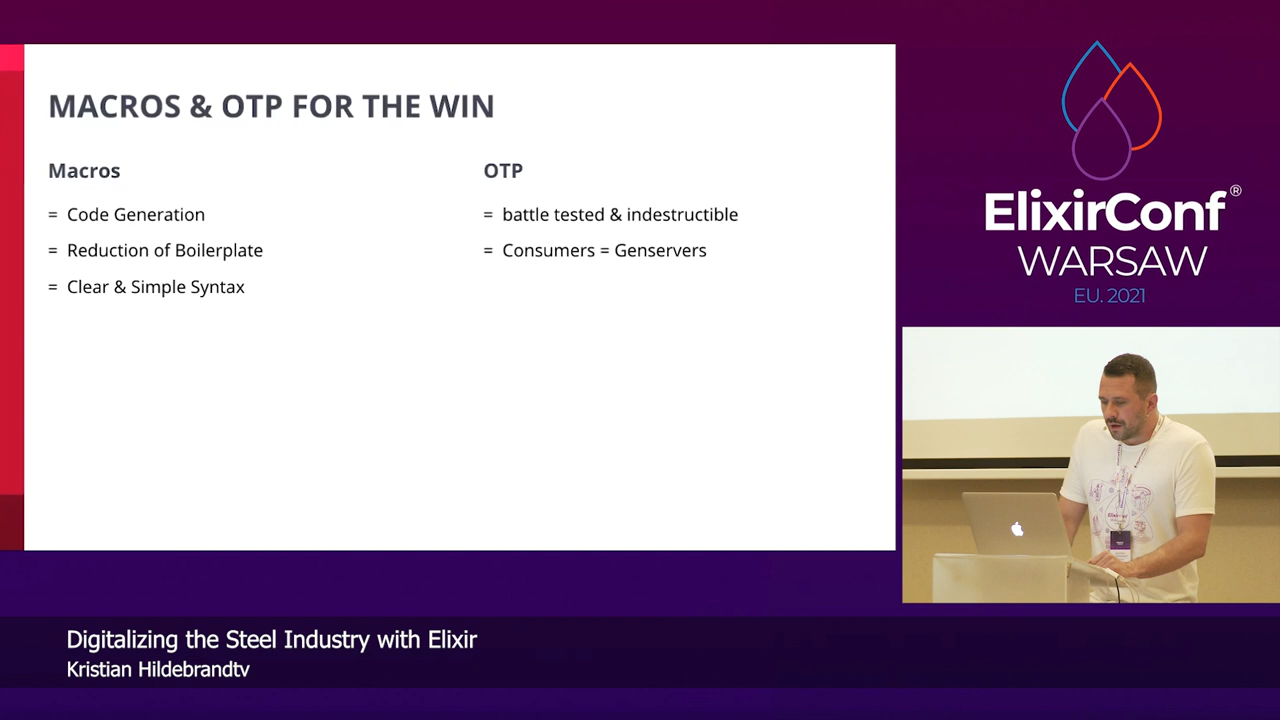 MACROS & OTP FOR THE WIN
Macros
= Code Generation
= Reduction of Boilerplate
= Clear & Simple Syntax
OTP
= battle tested & indestructible
= Consumers = Genservers
ElixirConf®
WARSAW
EU. 2021
Digitalizing the Steel Industry with Elixir
Kristian Hildebrandtv